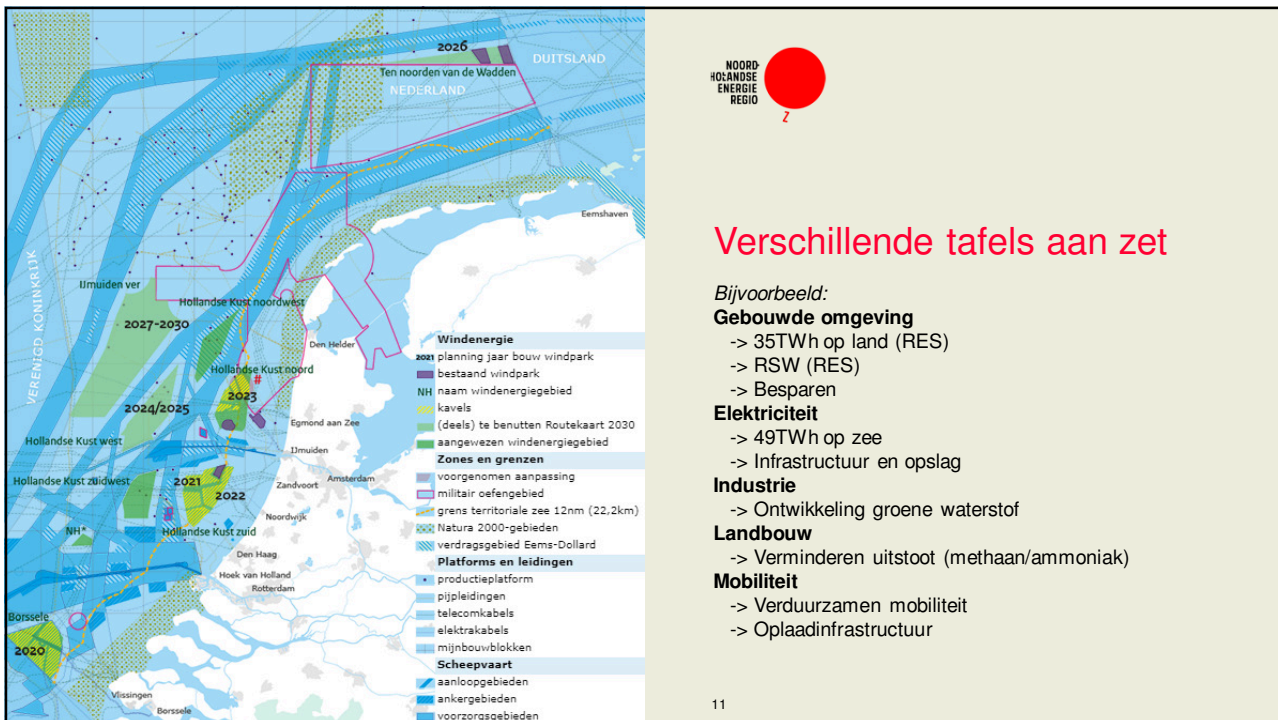 2026
DUITSLAND
Ten noorden van de Wadden
NEDERLAND
Eemshaven
VERENIGD KONINKRIJK
IJmuiden ver
Hollandse Kust noordwest
2027-2030
Den Helder
Hollandse Kust noord
#
2023
2024/2025
Egmond aan Zee
Hollandse Kust west
IJmuiden
Amsterdam
Hollandse Kust zuidwest
2021
Zandvoort
2022
Noordwijk
NH*
Hollandse Kust zuid
Den Haag
Hoek van Holland
Rotterdam
Borssele
2020
Vlissingen
Borssele
Windenergie
2021 planning jaar bouw windpark
bestaand windpark
NH naam windenergiegebied
kavels
(deels) te benutten Routekaart 2030
aangewezen windenergiegebied
Zones en grenzen
voorgenomen aanpassing
militair oefengebied
grens territoriale zee 12nm (22,2km)
Natura 2000-gebieden
verdragsgebied Eems-Dollard
Platforms en leidingen
productieplatform
pijpleidingen
telecomkabels
elektrakabels
mijnbouwblokken
Scheepvaart
aanloopgebieden
ankergebieden
voorzorgsgebieden
NOORD-
HOLLANDSE
ENERGIE
REGIO
Z
Verschillende tafels aan zet
Bijvoorbeeld:
Gebouwde omgeving
-> 35TWh op land (RES)
-> RSW (RES)
-> Besparen
Elektriciteit
-> 49TWh op zee
-> Infrastructuur en opslag
Industrie
-> Ontwikkeling groene waterstof
Landbouw
-> Verminderen uitstoot (methaan/ammoniak)
Mobiliteit
-> Verduurzamen mobiliteit
-> Oplaadinfrastructuur
11